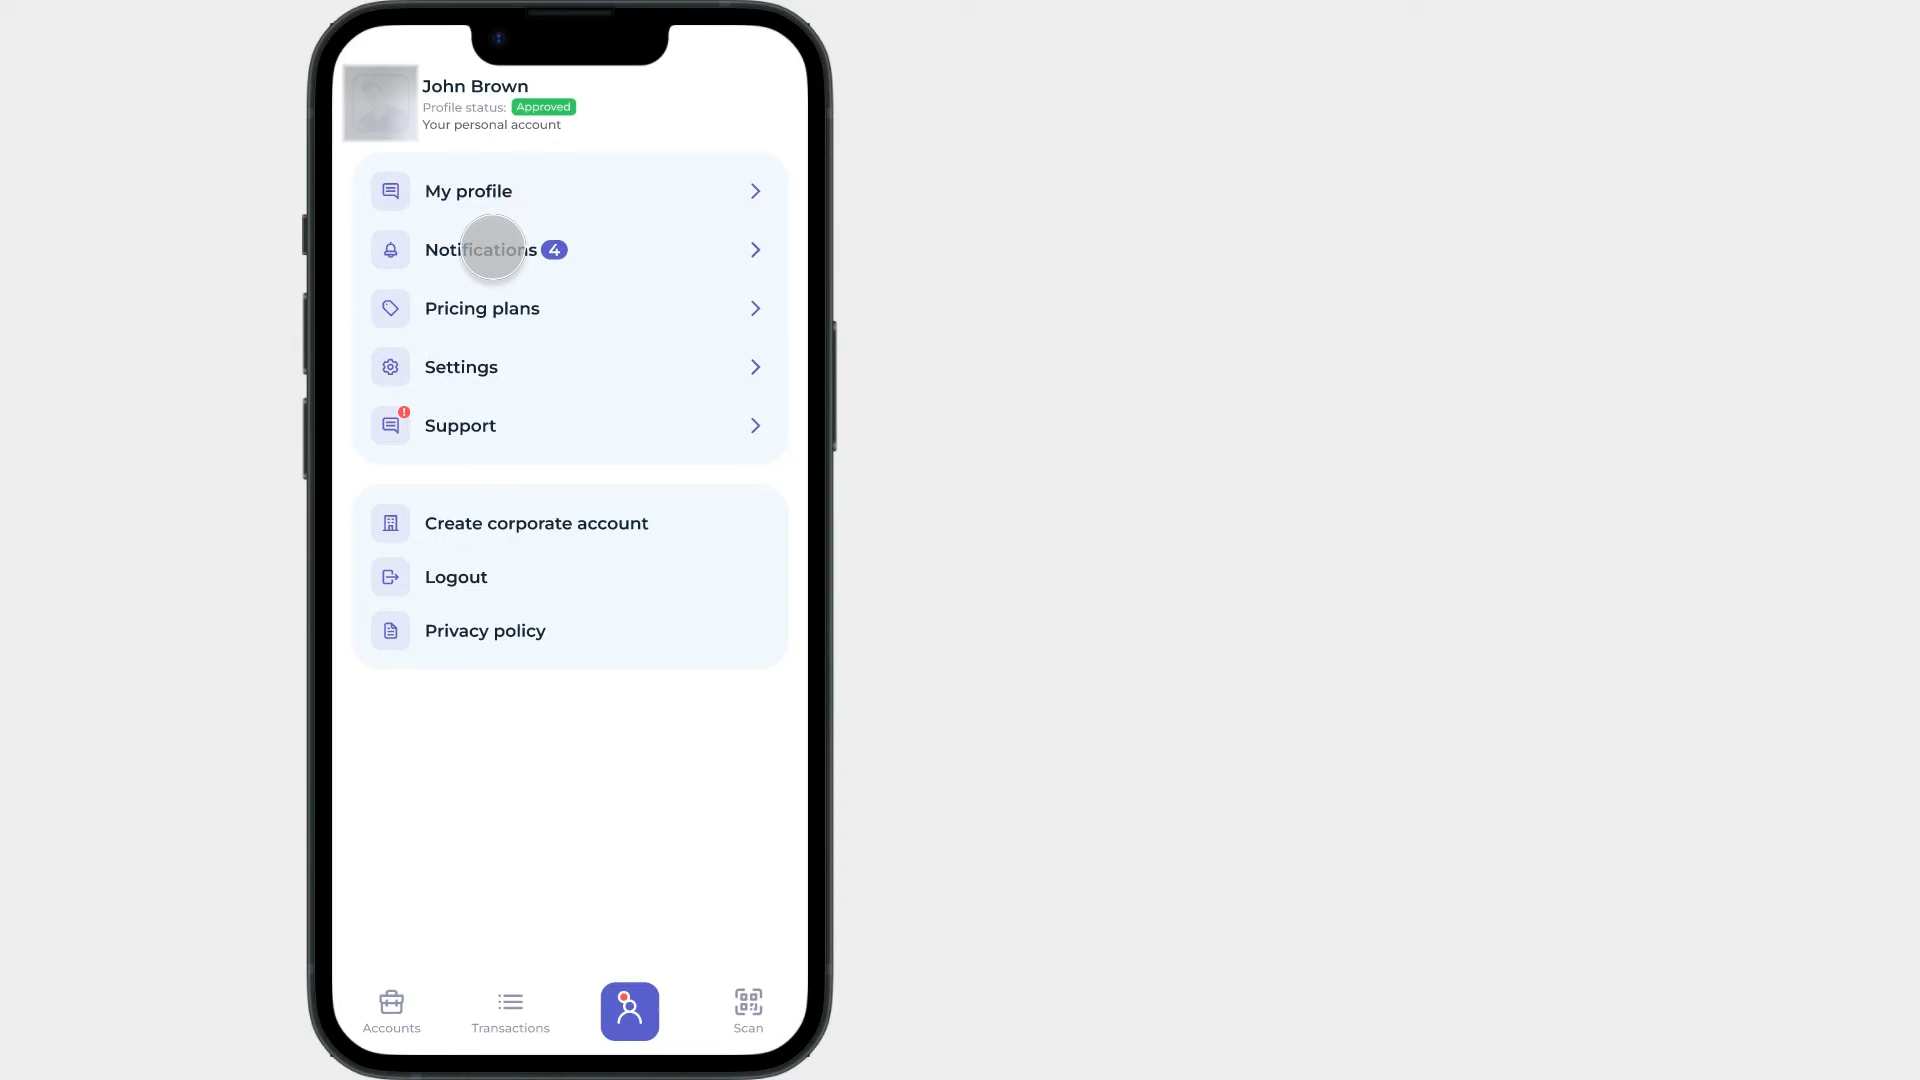 John Brown
Profile status: Approved
Your personal account
My profile
Notifications 4
Pricing plans
Settings
!
Support
Create corporate account
Logout
Privacy policy
Accounts
Transactions
Scan